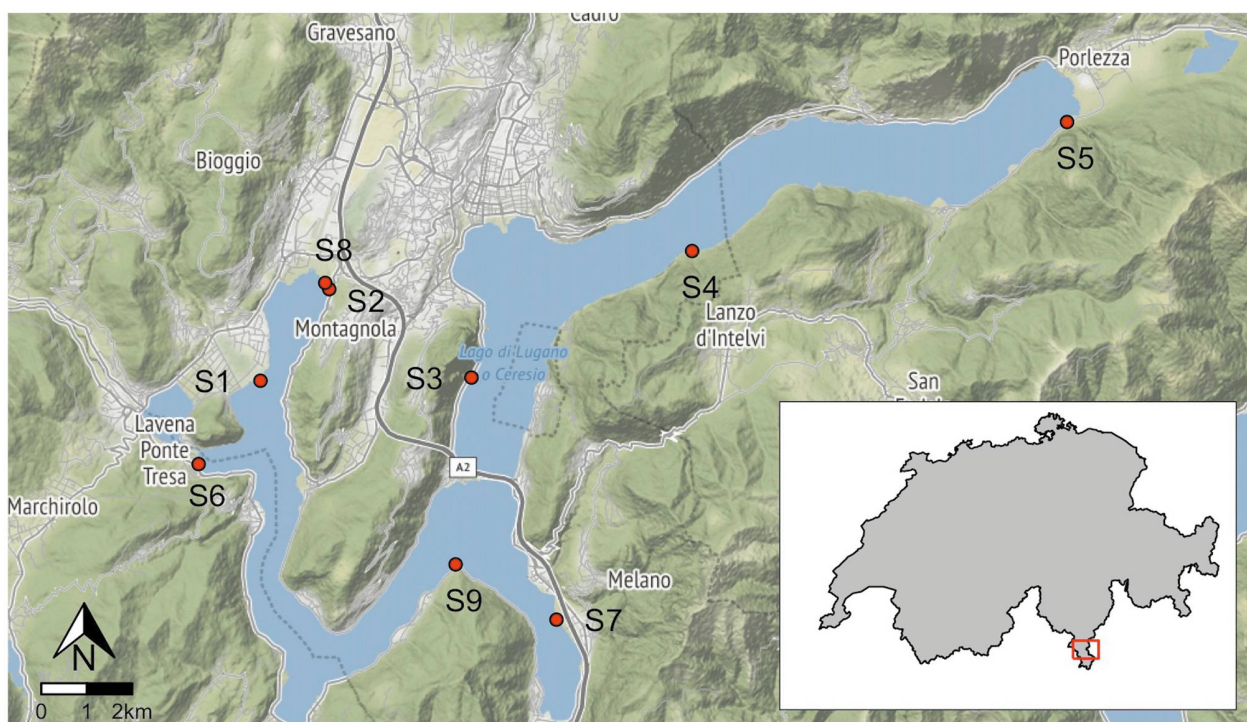 Cadro
Gravesano
Porlezza
Bioggio
S5
S8
S2
S4
Montagnola
Lanzo
d'Intelvi
Lago di Lugano
o Ceresio
S3
S1
San
Lavena
Ponte
Tresa
A2
S6
Marchirolo
Melano
S9
S7
N
0 1 2km